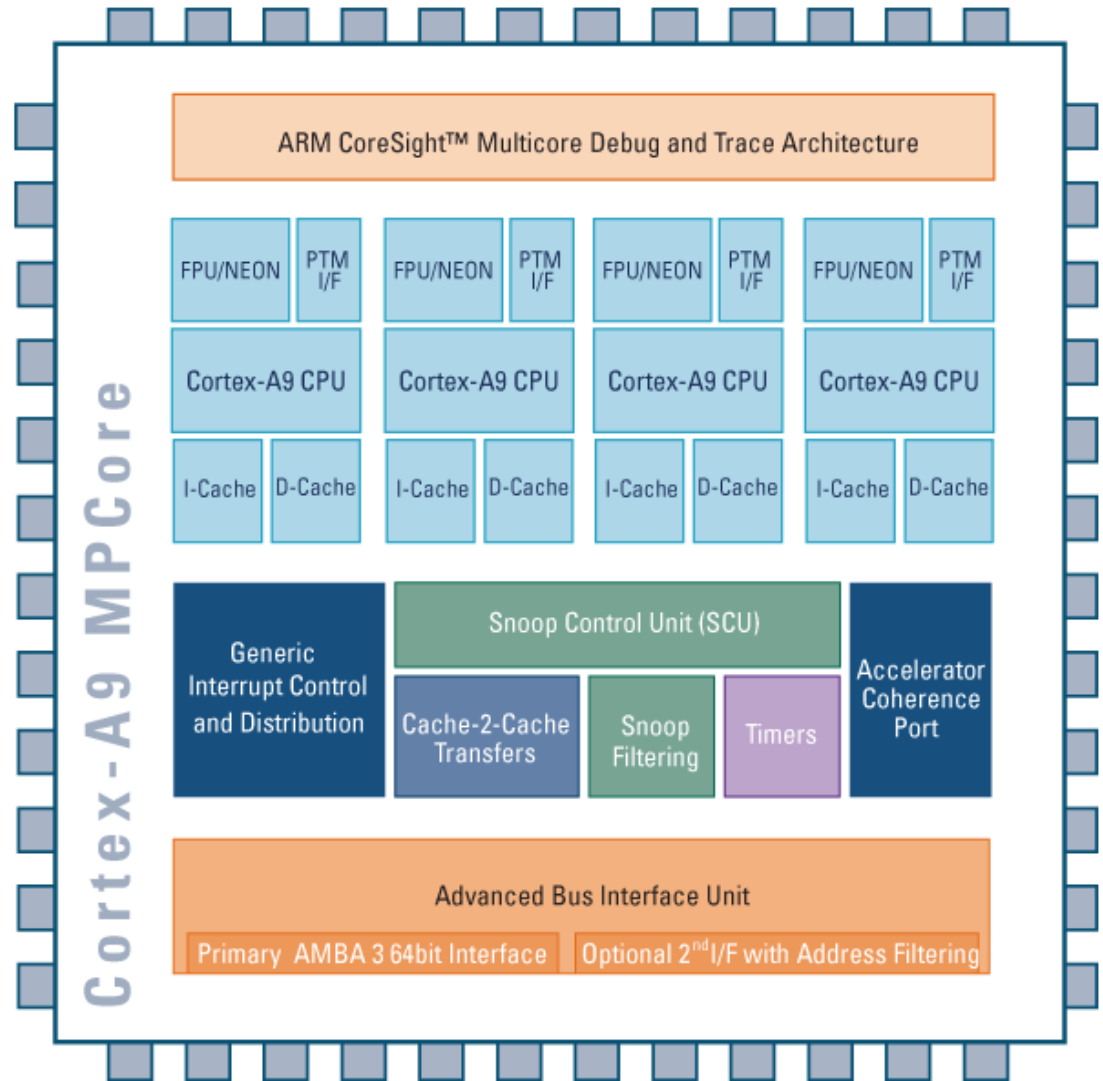 Cortex-A9 MPCore
ARM CoreSight™ Multicore Debug and Trace Architecture
FPU/NEON
PTM
I/F
FPU/NEON
PTM
I/F
FPU/NEON
PTM
I/F
FPU/NEON
PTM
I/F
Cortex-A9 CPU
Cortex-A9 CPU
Cortex-A9 CPU
Cortex-A9 CPU
I-Cache
D-Cache
I-Cache
D-Cache
I-Cache
D-Cache
I-Cache
D-Cache
Generic
Interrupt Control
and Distribution
Snoop Control Unit (SCU)
Cache-2-Cache
Transfers
Snoop
Filtering
Timers
Accelerator
Coherence
Port
Advanced Bus Interface Unit
Primary AMBA 3 64bit Interface
Optional 2nd I/F with Address Filtering